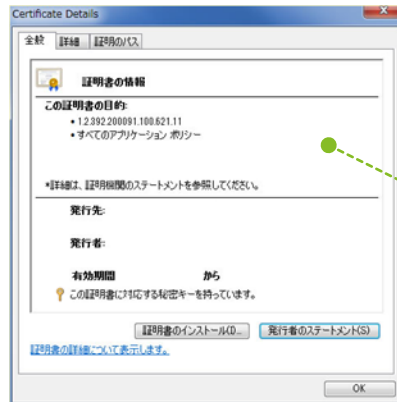 Certificate Details
全般 詳細 証明のパス
証明書の情報
この証明書の目的:
• 1.2.392.200091.100.621.11
• すべてのアプリケーション ポリシー
*詳細は、証明機関のステートメントを参照してください。
発行先:
発行者:
有効期間 から
この証明書に対応する秘密キーを持っています。
証明書のインストール(I)... 発行者のステートメント(S)
証明書の詳細について表示します。
OK